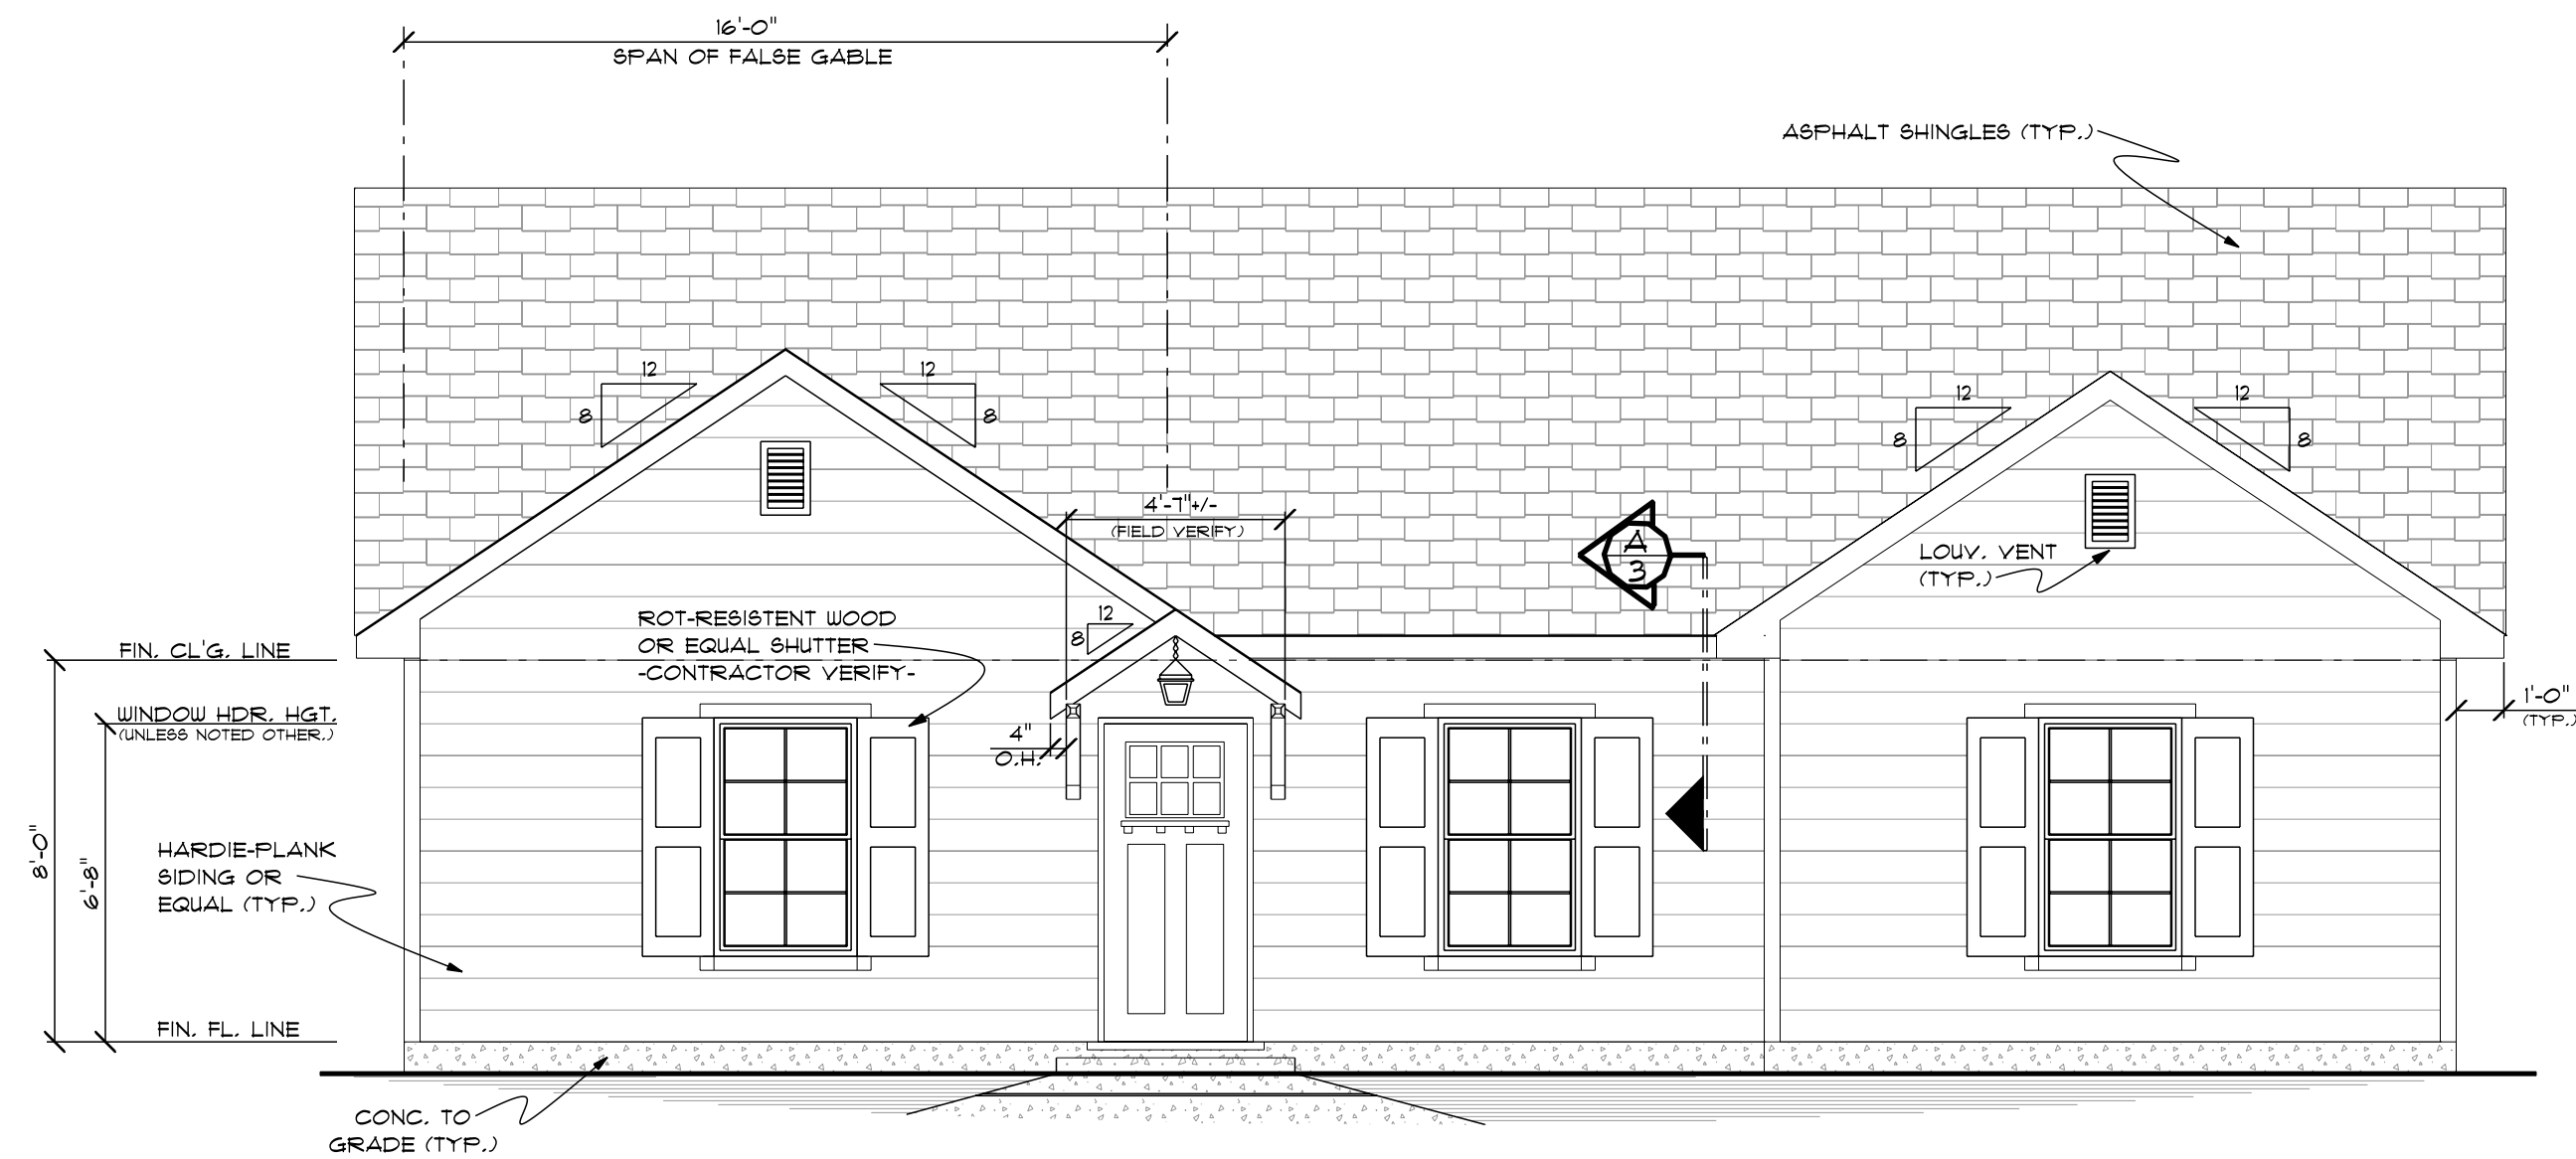 16'-0"
SPAN OF FALSE GABLE
ASPHALT SHINGLES (TYP.)
12
8
12
8
12
8
12
8
4'-7"+/-
(FIELD VERIFY)
A
3
LOUV. VENT
(TYP.)
ROT-RESISTENT WOOD
OR EQUAL SHUTTER
-CONTRACTOR VERIFY-
12
8
FIN. CL'G. LINE
WINDOW HDR. HGT.
(UNLESS NOTED OTHER.)
4"
O.H.
1'-0"
(TYP.)
8'-0"
6'-8"
HARDIE-PLANK
SIDING OR
EQUAL (TYP.)
FIN. FL. LINE
CONC. TO
GRADE (TYP.)